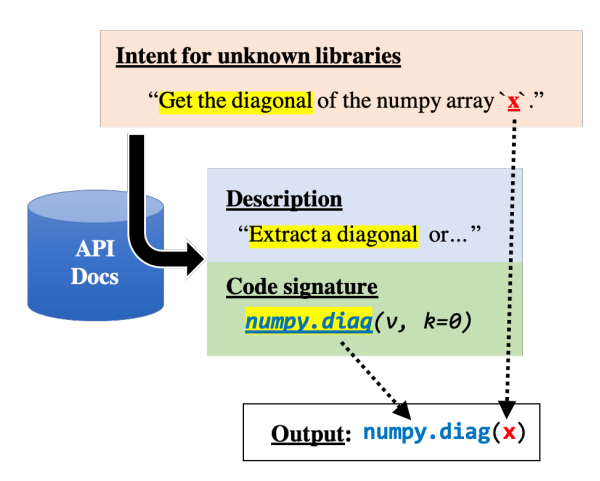 Intent for unknown libraries
“Get the diagonal of the numpy array `x`.”
API
Docs
Description
“Extract a diagonal or…”
Code signature
numpy.diag(v, k=0)
Output: numpy.diag(x)